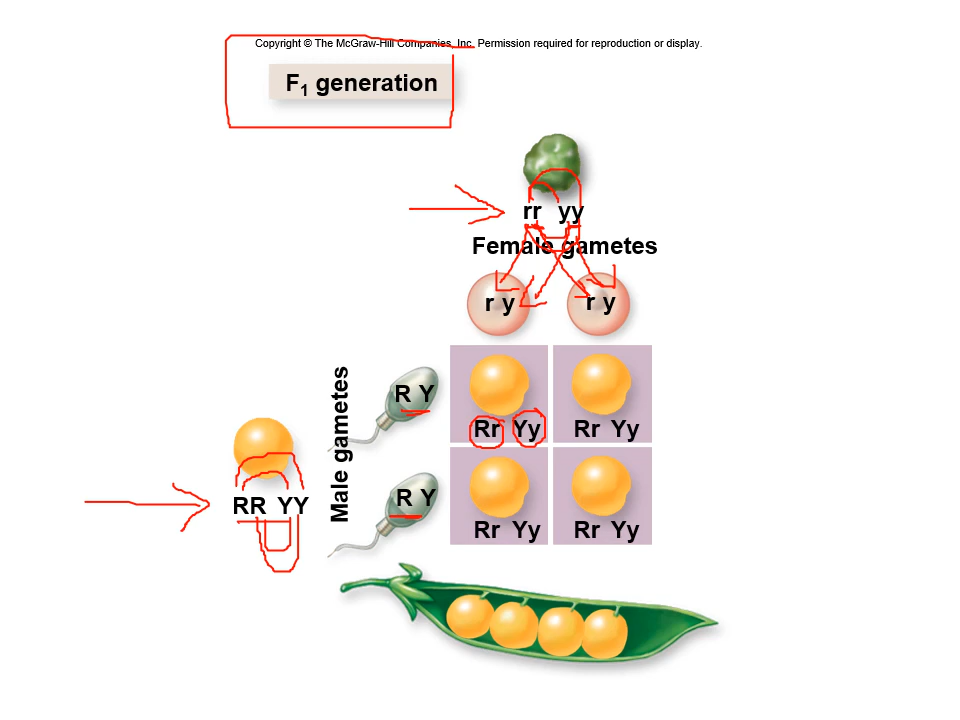 Copyright © The McGraw-Hill Companies, Inc. Permission required for reproduction or display.
F₁ generation
rr yy
Female gametes
r y r y
Male gametes
R Y
Rr Yy Rr Yy
RR YY
R Y
Rr Yy Rr Yy